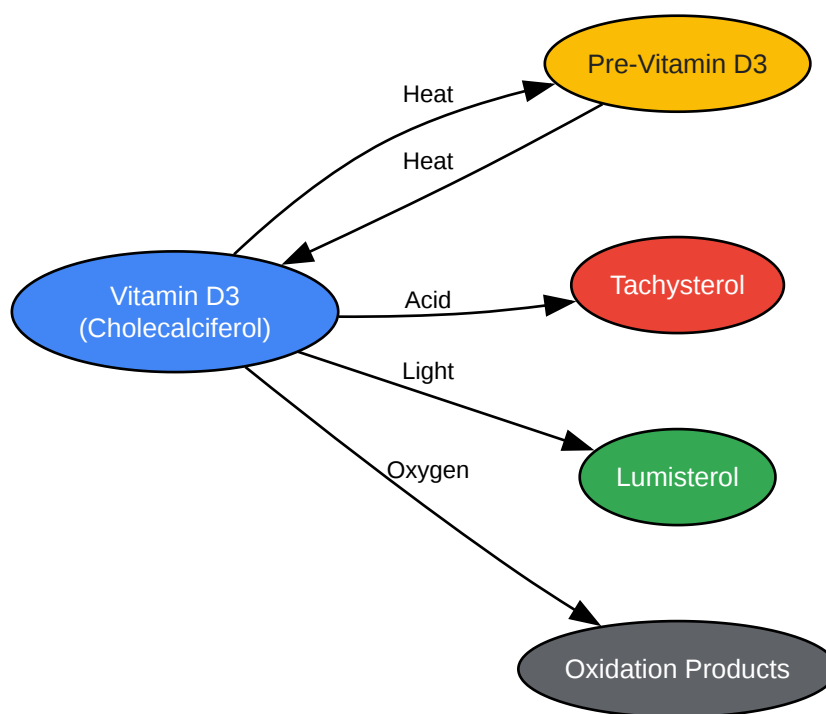 Pre-Vitamin D3
Heat
Heat
Vitamin D3
(Cholecalciferol)
Acid
Tachysterol
Light
Lumisterol
Oxygen
Oxidation Products